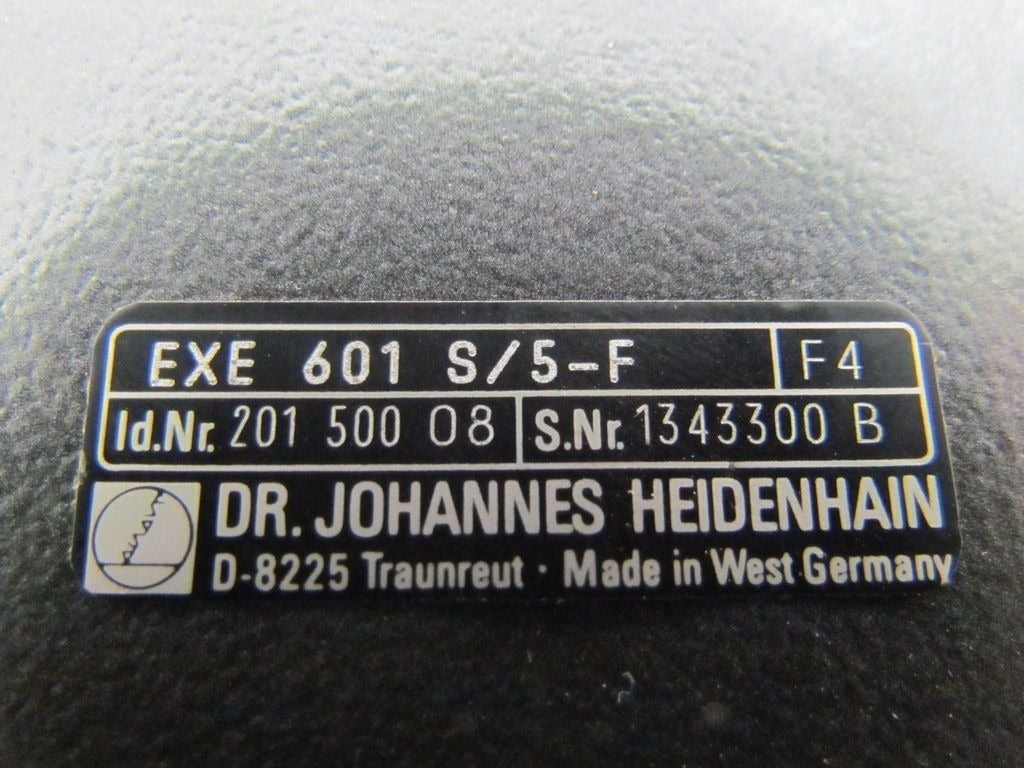 EXE 601 S/5-F F4
Id.Nr. 201 500 08 S.Nr. 1343300 B
DR. JOHANNES HEIDENHAIN
D-8225 Traunreut · Made in West Germany